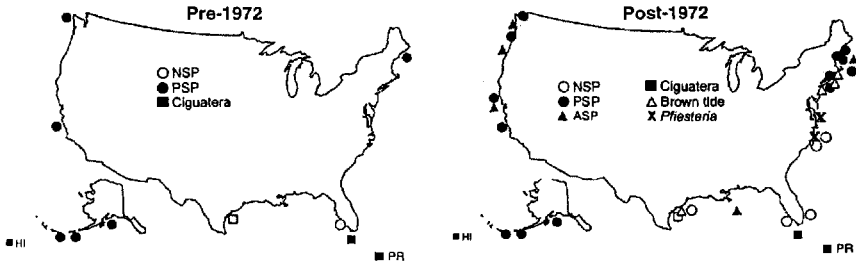 Pre-1972
NSP
PSP
Ciguatera
HI
PR
Post-1972
NSP
PSP
ASP
Ciguatera
Brown tide
Pfiesteria
HI
PR